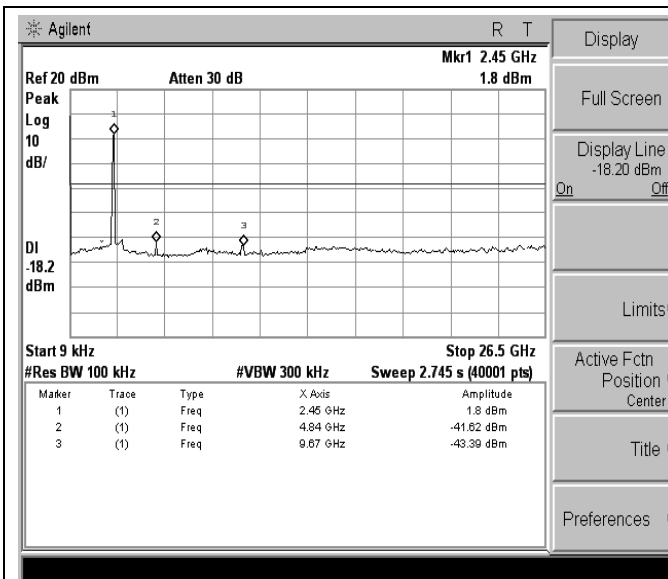 Agilent R T
Mkr1 2.45 GHz
Ref 20 dBm Atten 30 dB 1.8 dBm
Peak
Log
10
dB/
1
2
3
DI
-18.2
dBm
Start 9 kHz Stop 26.5 GHz
#Res BW 100 kHz #VBW 300 kHz Sweep 2.745 s (40001 pts)
Marker Trace Type X Axis Amplitude
1 (1) Freq 2.45 GHz 1.8 dBm
2 (1) Freq 4.84 GHz -41.62 dBm
3 (1) Freq 9.67 GHz -43.39 dBm
Display
Full Screen
Display Line
-18.20 dBm
On Off
Limits
Active Fctn
Position
Center
Title
Preferences